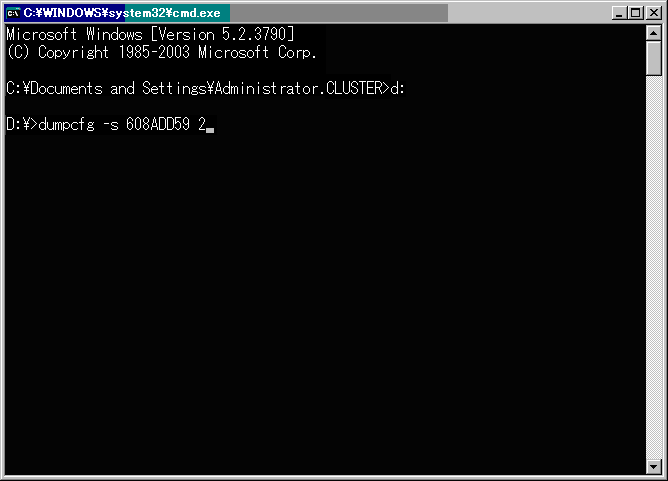 C:¥WINDOWS¥system32¥cmd.exe
Microsoft Windows [Version 5.2.3790]
(C) Copyright 1985-2003 Microsoft Corp.
C:¥Documents and Settings¥Administrator.CLUSTER>d:
D:¥>dumpcfg -s 608ADD59 2